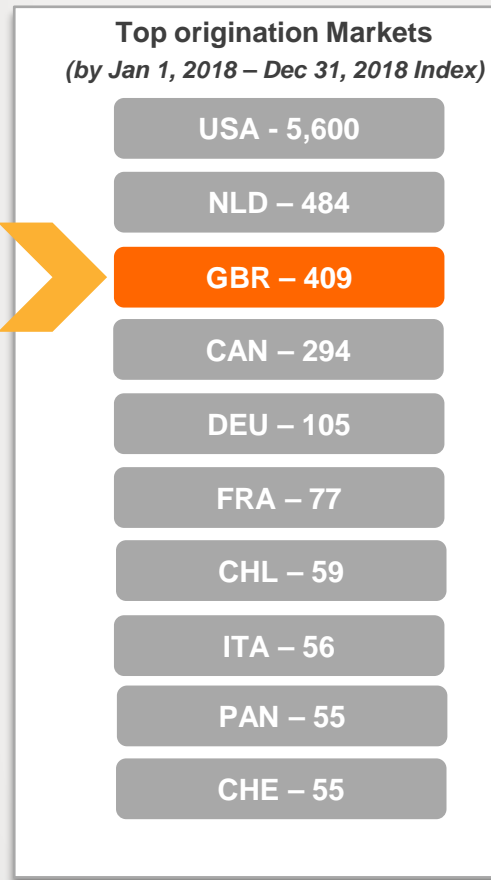 Top origination Markets
(by Jan 1, 2018 – Dec 31, 2018 Index)
USA - 5,600
NLD – 484
GBR – 409
CAN – 294
DEU – 105
FRA – 77
CHL – 59
ITA – 56
PAN – 55
CHE – 55